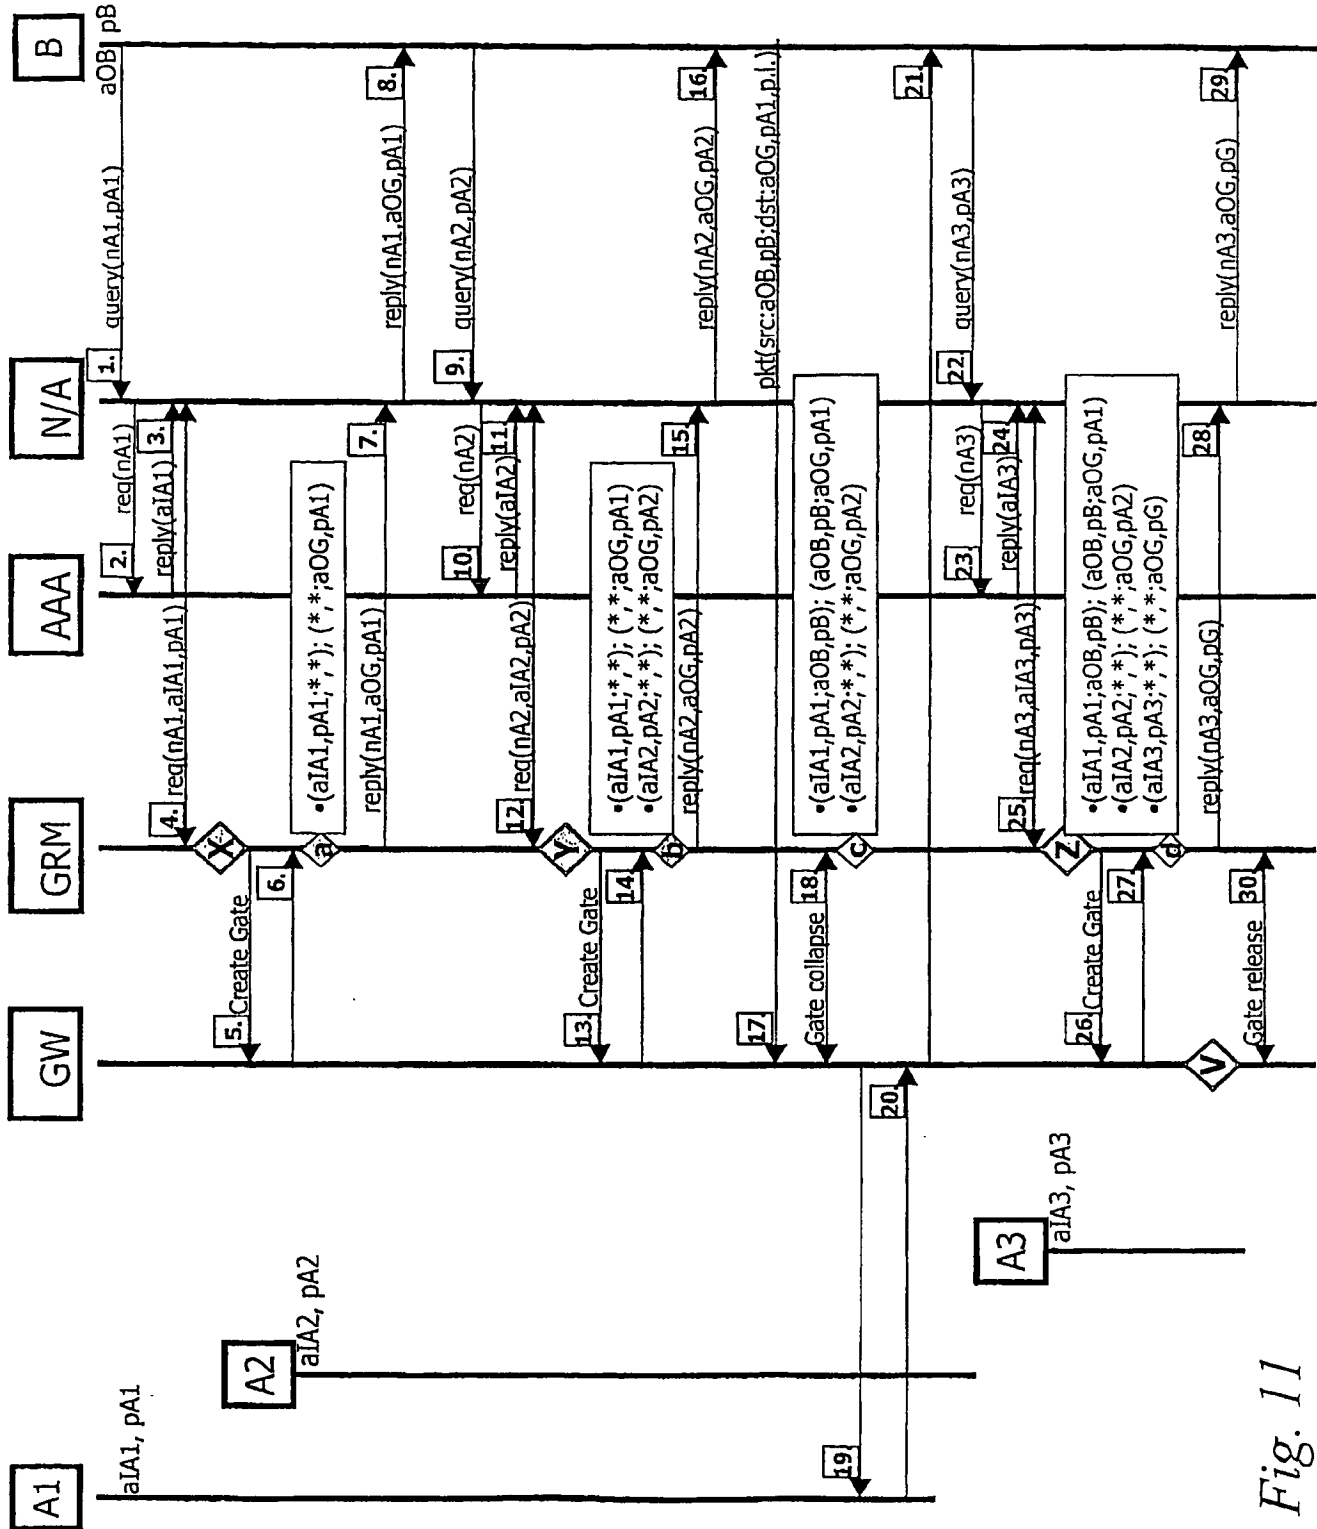 A1
A2
A3
GW
GRM
AAA
N/A
B
aIA1, pA1
aIA2, pA2
aIA3, pA3
aOB, pB
1.
query(nA1,pA1)
2.
req(nA1)
3.
reply(aIA1)
4.
req(nA1,aIA1,pA1)
X
5.
Create Gate
6.
a
•(aIA1,pA1;*,*); (*,*;aOG,pA1)
7.
reply(nA1,aOG,pA1)
8.
reply(nA1,aOG,pA1)
9.
query(nA2,pA2)
10.
req(nA2)
11.
reply(aIA2)
12.
req(nA2,aIA2,pA2)
Y
13.
Create Gate
14.
b
•(aIA1,pA1;*,*); (*,*;aOG,pA1)
•(aIA2,pA2;*,*); (*,*;aOG,pA2)
15.
reply(nA2,aOG,pA2)
16.
reply(nA2,aOG,pA2)
17.
pkt(src:aOB,pB;dst:aOG,pA1,p.l.)
18.
Gate collapse
c
•(aIA1,pA1;aOB,pB); (aOB,pB;aOG,pA1)
•(aIA2,pA2;*,*); (*,*;aOG,pA2)
19.
20.
21.
22.
query(nA3,pA3)
23.
req(nA3)
24.
reply(aIA3)
25.
req(nA3,aIA3,pA3)
Z
26.
Create Gate
27.
d
•(aIA1,pA1;aOB,pB); (aOB,pB;aOG,pA1)
•(aIA2,pA2;*,*); (*,*;aOG,pA2)
•(aIA3,pA3;*,*); (*,*;aOG,pG)
28.
reply(nA3,aOG,pG)
29.
reply(nA3,aOG,pG)
V
30.
Gate release
Fig. 11